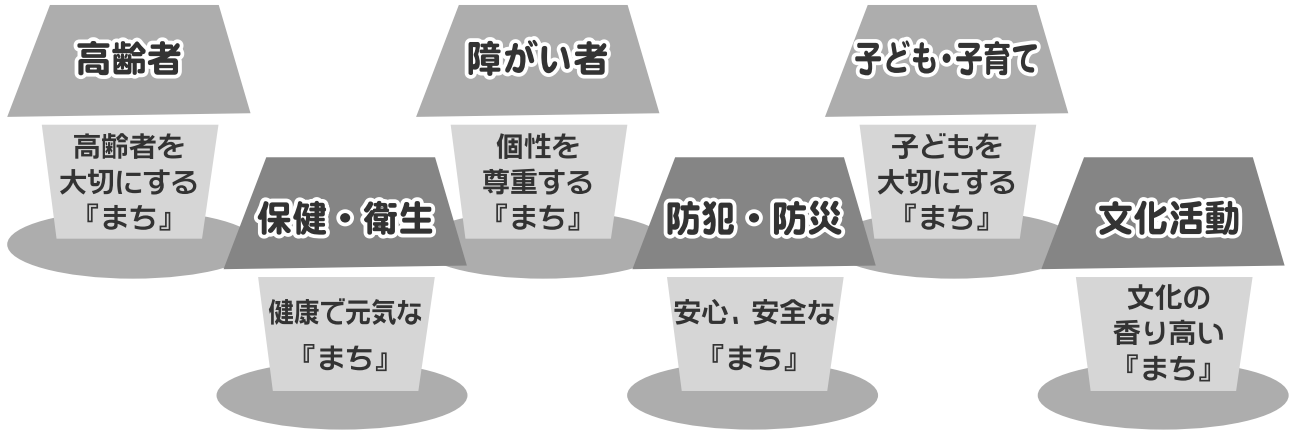 高齢者
高齢者を
大切にする
『まち』
保健・衛生
健康で元気な
『まち』
障がい者
個性を
尊重する
『まち』
防犯・防災
安心、安全な
『まち』
子ども・子育て
子どもを
大切にする
『まち』
文化活動
文化の
香り高い
『まち』